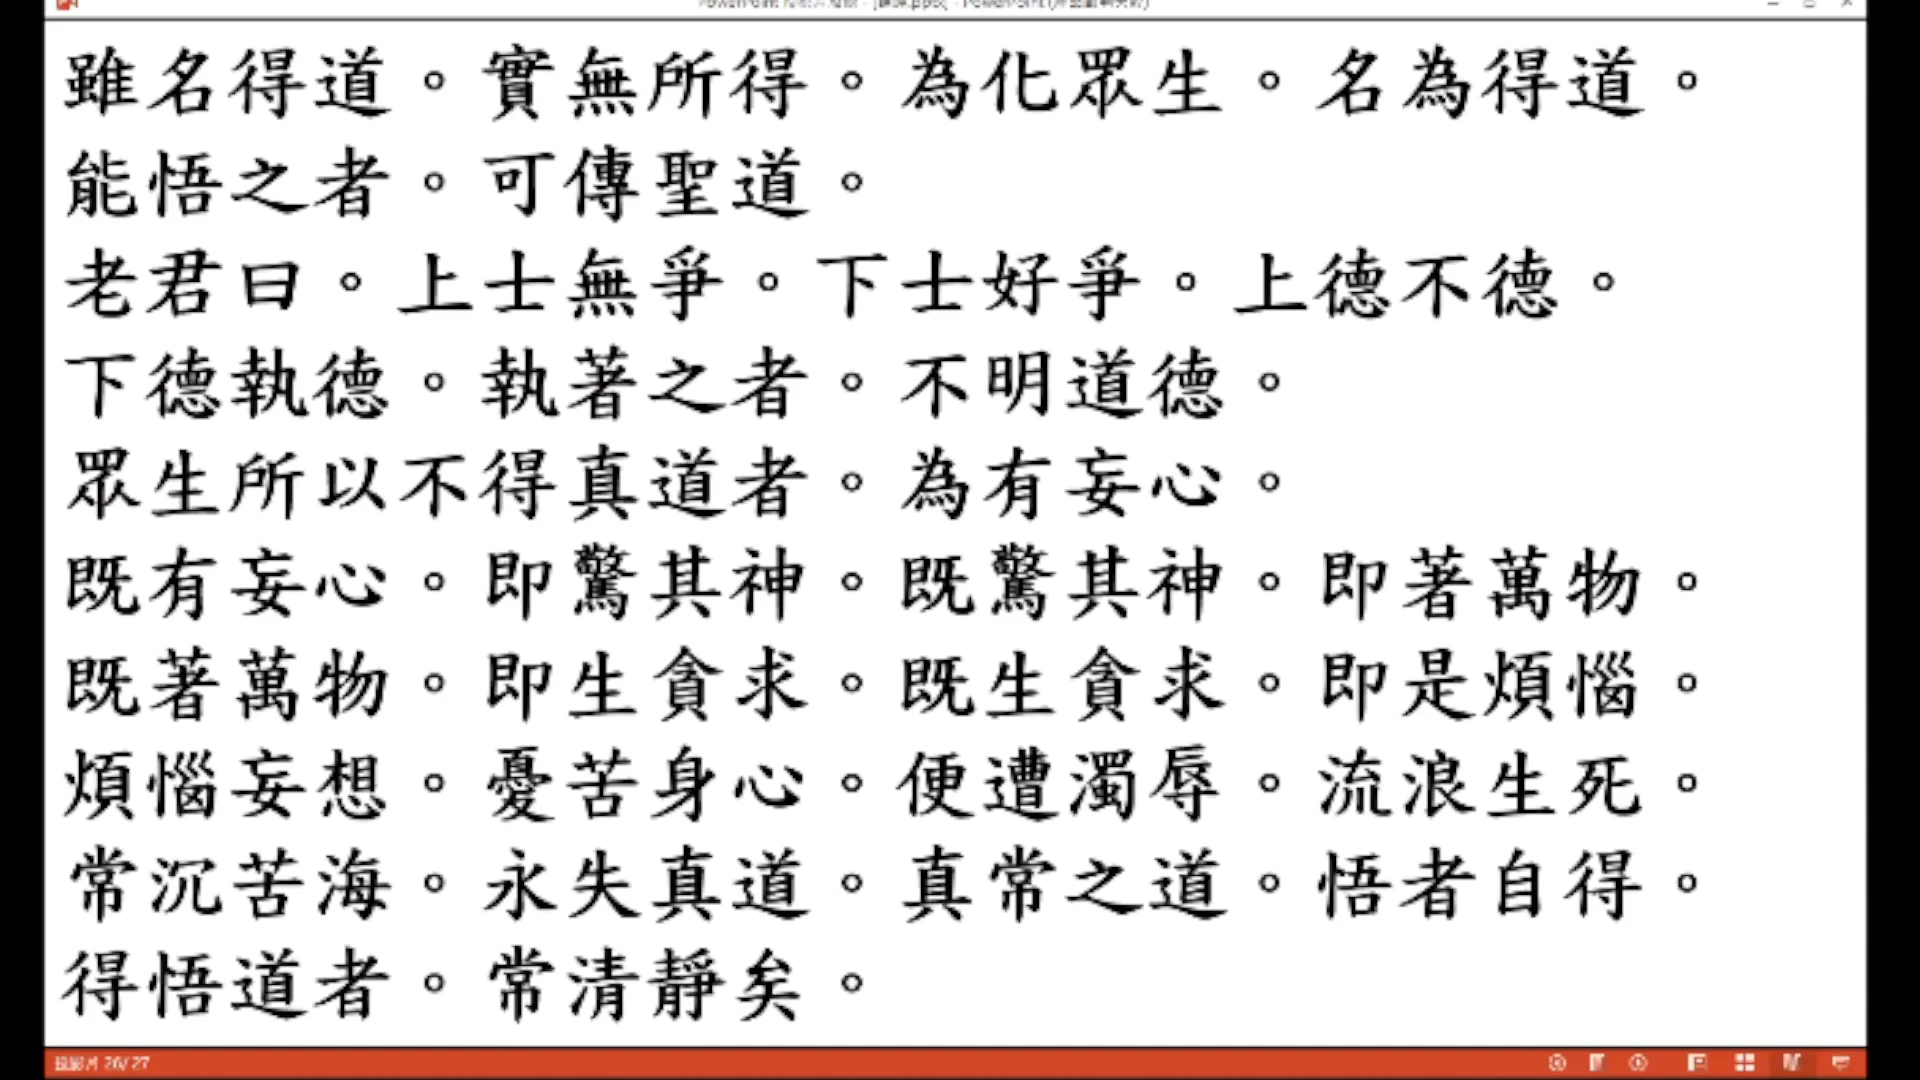 雖名得道。實無所得。為化眾生。名為得道。
能悟之者。可傳聖道。
老君曰。上士無爭。下士好爭。上德不德。
下德執德。執著之者。不明道德。
眾生所以不得真道者。為有妄心。
既有妄心。即驚其神。既驚其神。即著萬物。
既著萬物。即生貪求。既生貪求。即是煩惱。
煩惱妄想。憂苦身心。便遭濁辱。流浪生死。
常沉苦海。永失真道。真常之道。悟者自得。
得悟道者。常清靜矣。
投影片 26/27